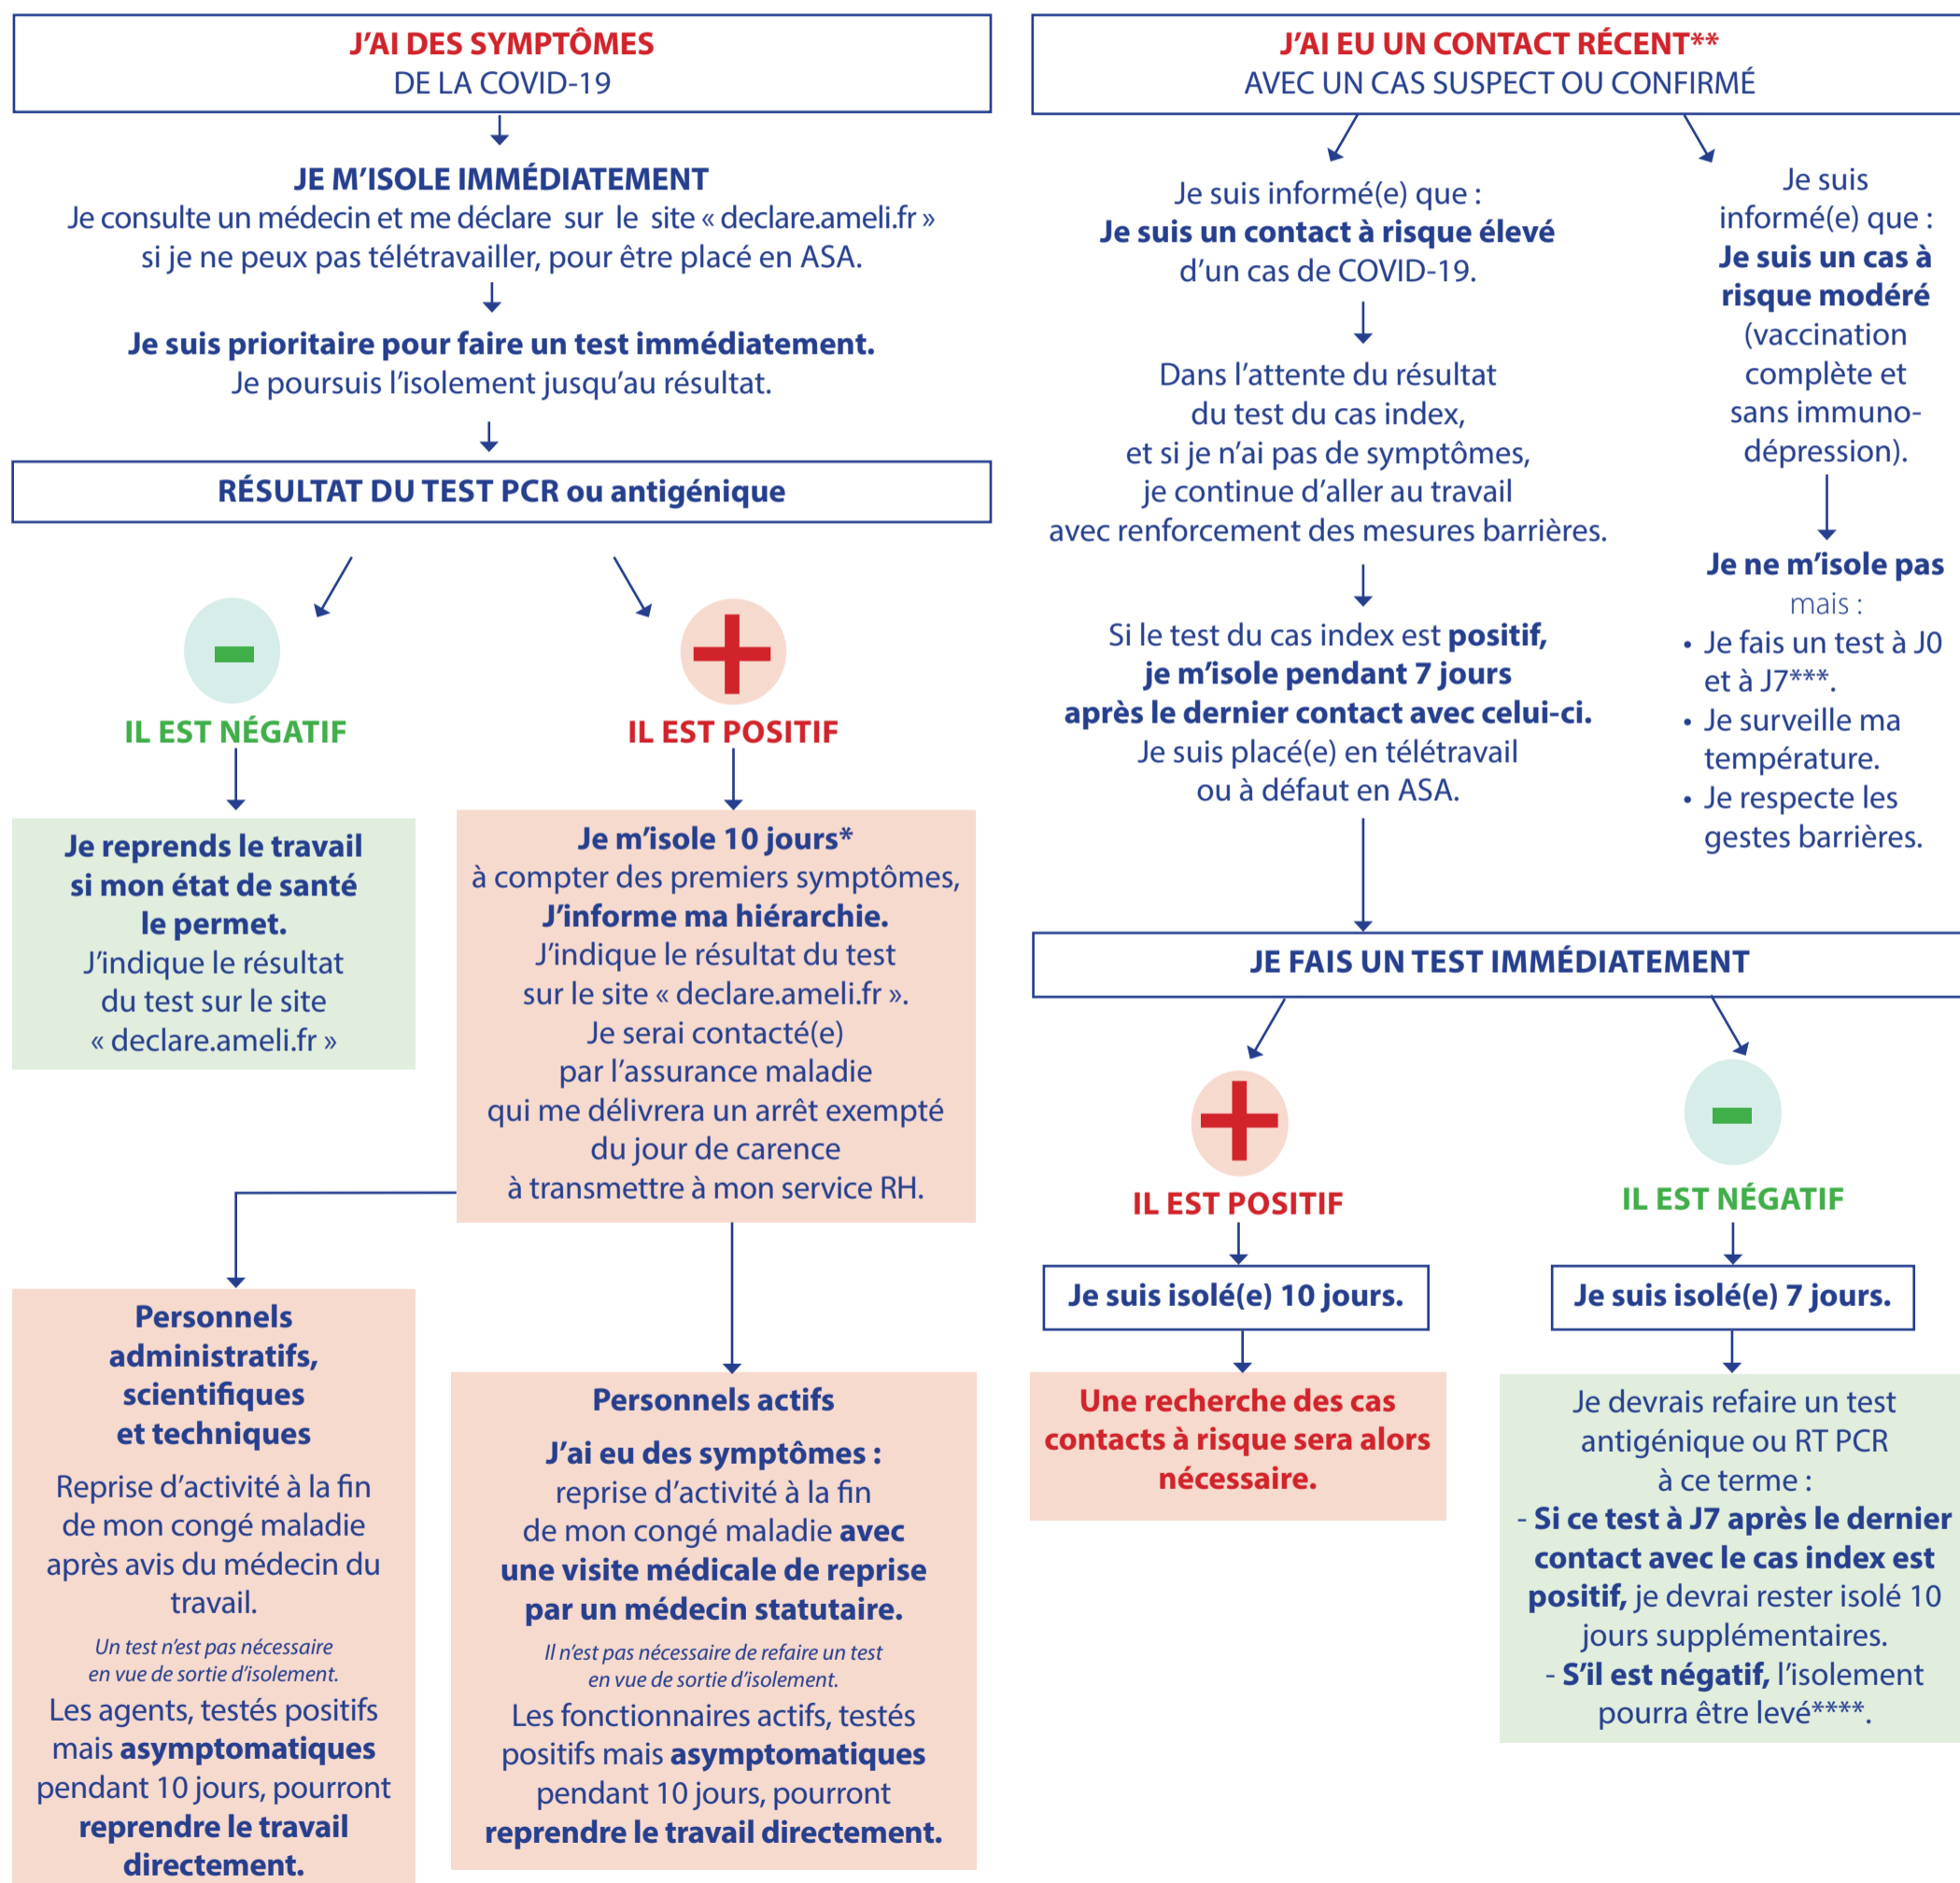 J'AI DES SYMPTÔMES
DE LA COVID-19
JE M'ISOLE IMMÉDIATEMENT
Je consulte un médecin et me déclare sur le site « declare.ameli.fr »
si je ne peux pas télétravailler, pour être placé en ASA.
Je suis prioritaire pour faire un test immédiatement.
Je poursuis l'isolement jusqu'au résultat.
RÉSULTAT DU TEST PCR ou antigénique
IL EST NÉGATIF
Je reprends le travail
si mon état de santé
le permet.
J'indique le résultat
du test sur le site
« declare.ameli.fr »
IL EST POSITIF
Je m'isole 10 jours*
à compter des premiers symptômes,
J'informe ma hiérarchie.
J'indique le résultat du test
sur le site « declare.ameli.fr ».
Je serai contacté(e)
par l'assurance maladie
qui me délivrera un arrêt exempté
du jour de carence
à transmettre à mon service RH.
Personnels
administratifs,
scientifiques
et techniques
Reprise d'activité à la fin
de mon congé maladie
après avis du médecin du
travail.
Un test n'est pas nécessaire
en vue de sortie d'isolement.
Les agents, testés positifs
mais asymptomatiques
pendant 10 jours, pourront
reprendre le travail
directement.
Personnels actifs
J'ai eu des symptômes :
reprise d'activité à la fin
de mon congé maladie avec
une visite médicale de reprise
par un médecin statutaire.
Il n'est pas nécessaire de refaire un test
en vue de sortie d'isolement.
Les fonctionnaires actifs, testés
positifs mais asymptomatiques
pendant 10 jours, pourront
reprendre le travail directement.
J'AI EU UN CONTACT RÉCENT**
AVEC UN CAS SUSPECT OU CONFIRMÉ
Je suis informé(e) que :
Je suis un contact à risque élevé
d'un cas de COVID-19.
Dans l'attente du résultat
du test du cas index,
et si je n'ai pas de symptômes,
je continue d'aller au travail
avec renforcement des mesures barrières.
Si le test du cas index est positif,
je m'isole pendant 7 jours
après le dernier contact avec celui-ci.
Je suis placé(e) en télétravail
ou à défaut en ASA.
Je suis
informé(e) que :
Je suis un cas à
risque modéré
(vaccination
complète et
sans immuno-
dépression).
Je ne m'isole pas
mais :
• Je fais un test à J0
et à J7***.
• Je surveille ma
température.
• Je respecte les
gestes barrières.
JE FAIS UN TEST IMMÉDIATEMENT
IL EST POSITIF
Je suis isolé(e) 10 jours.
Une recherche des cas
contacts à risque sera alors
nécessaire.
IL EST NÉGATIF
Je suis isolé(e) 7 jours.
Je devrais refaire un test
antigénique ou RT PCR
à ce terme :
- Si ce test à J7 après le dernier
contact avec le cas index est
positif, je devrai rester isolé 10
jours supplémentaires.
- S'il est négatif, l'isolement
pourra être levé****.